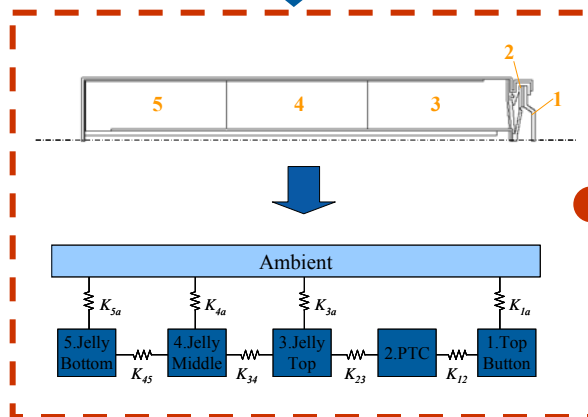 2
5
4
3
1
Ambient
K5a
K4a
K3a
K1a
5.Jelly
Bottom
4.Jelly
Middle
3.Jelly
Top
2.PTC
1.Top
Button
K45
K34
K23
K12